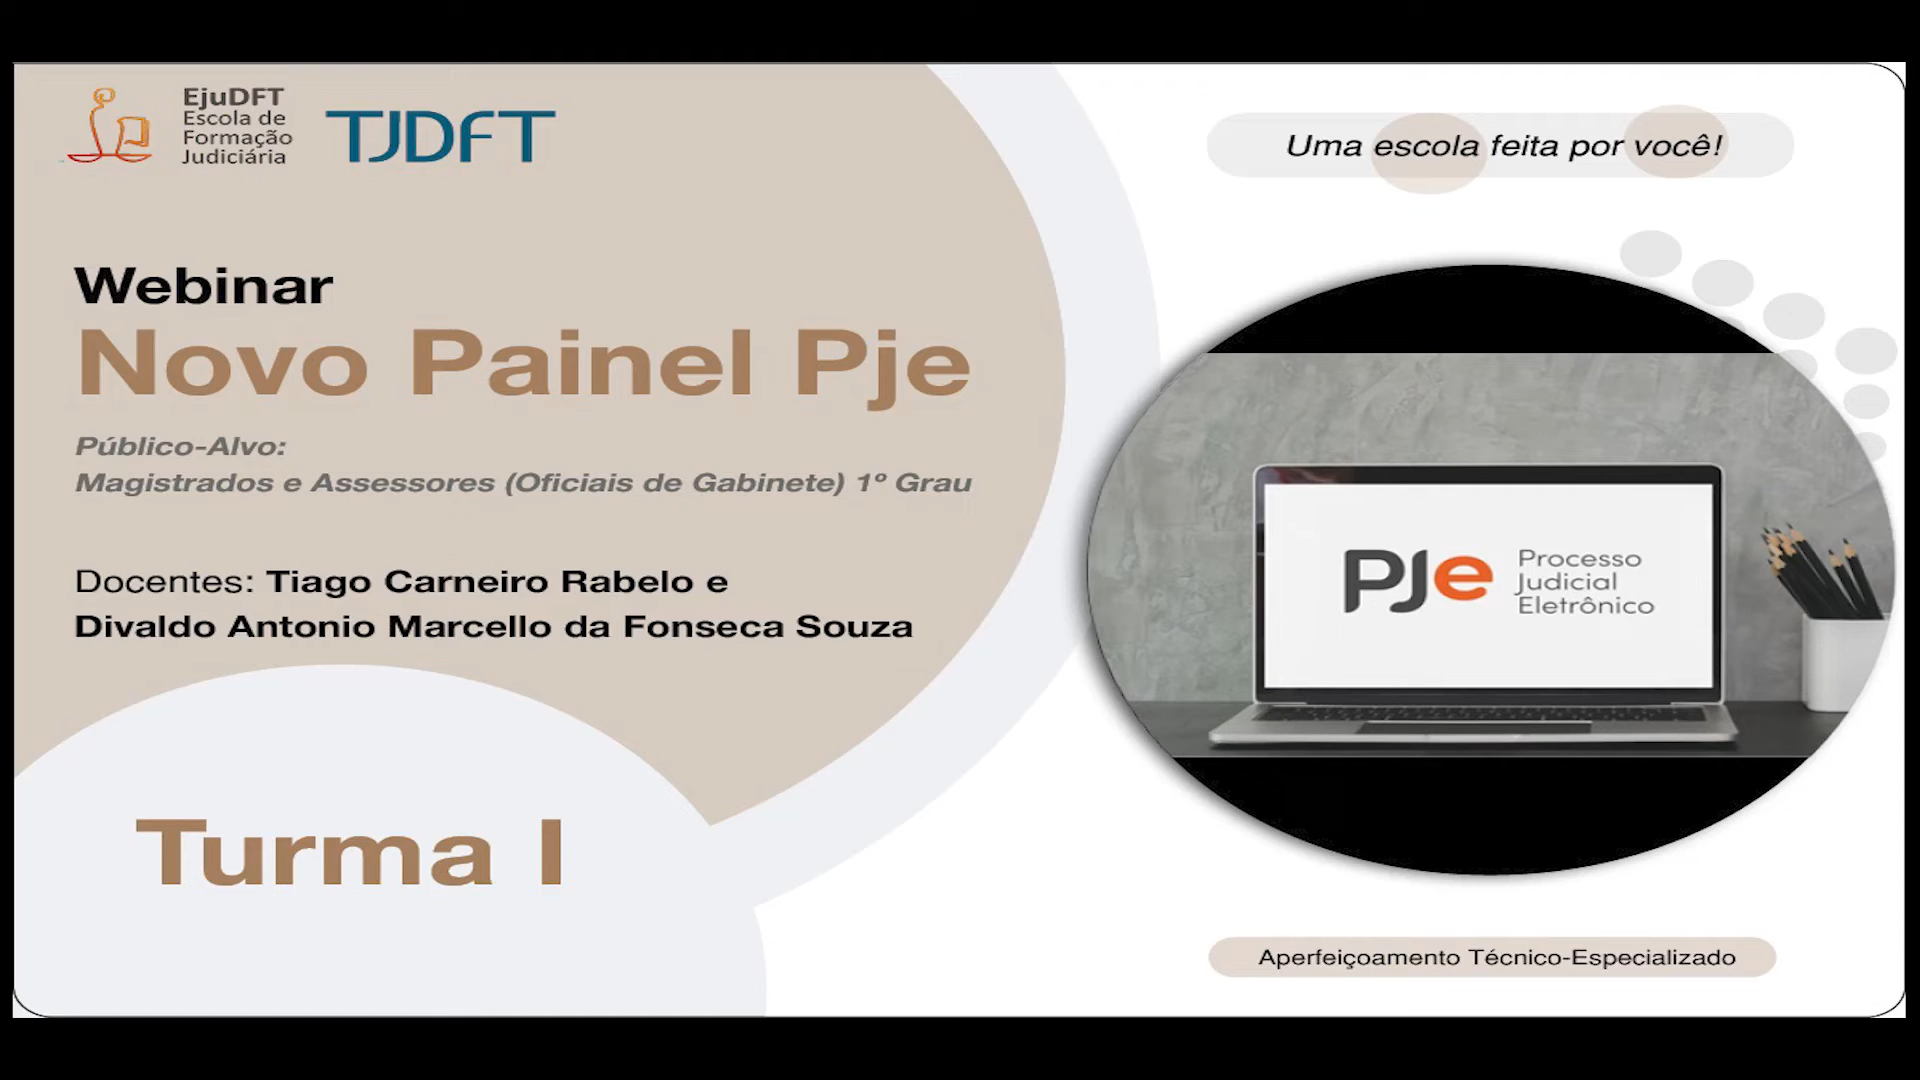 EjuDFT
Escola de
Formação
Judiciária
TJDFT
Uma escola feita por você!
Webinar
Novo Painel Pje
Público-Alvo:
Magistrados e Assessores (Oficiais de Gabinete) 1º Grau
Docentes: Tiago Carneiro Rabelo e
Divaldo Antonio Marcello da Fonseca Souza
PJe
Processo
Judicial
Eletrônico
Turma I
Aperfeiçoamento Técnico-Especializado